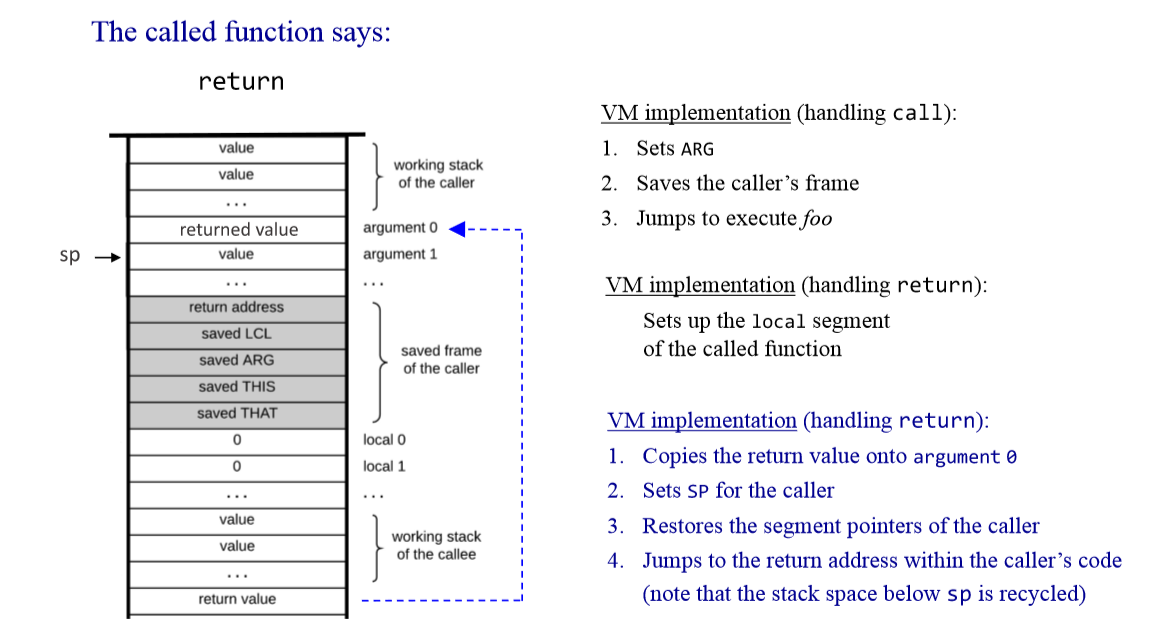 The called function says:
return
value
value
...
returned value
value
...
return address
saved LCL
saved ARG
saved THIS
saved THAT
0
0
...
value
value
...
return value
sp
working stack
of the caller
argument 0
argument 1
...
saved frame
of the caller
local 0
local 1
...
working stack
of the callee
VM implementation (handling call):
1. Sets ARG
2. Saves the caller’s frame
3. Jumps to execute foo
VM implementation (handling return):
Sets up the local segment
of the called function
VM implementation (handling return):
1. Copies the return value onto argument 0
2. Sets SP for the caller
3. Restores the segment pointers of the caller
4. Jumps to the return address within the caller’s code
(note that the stack space below sp is recycled)